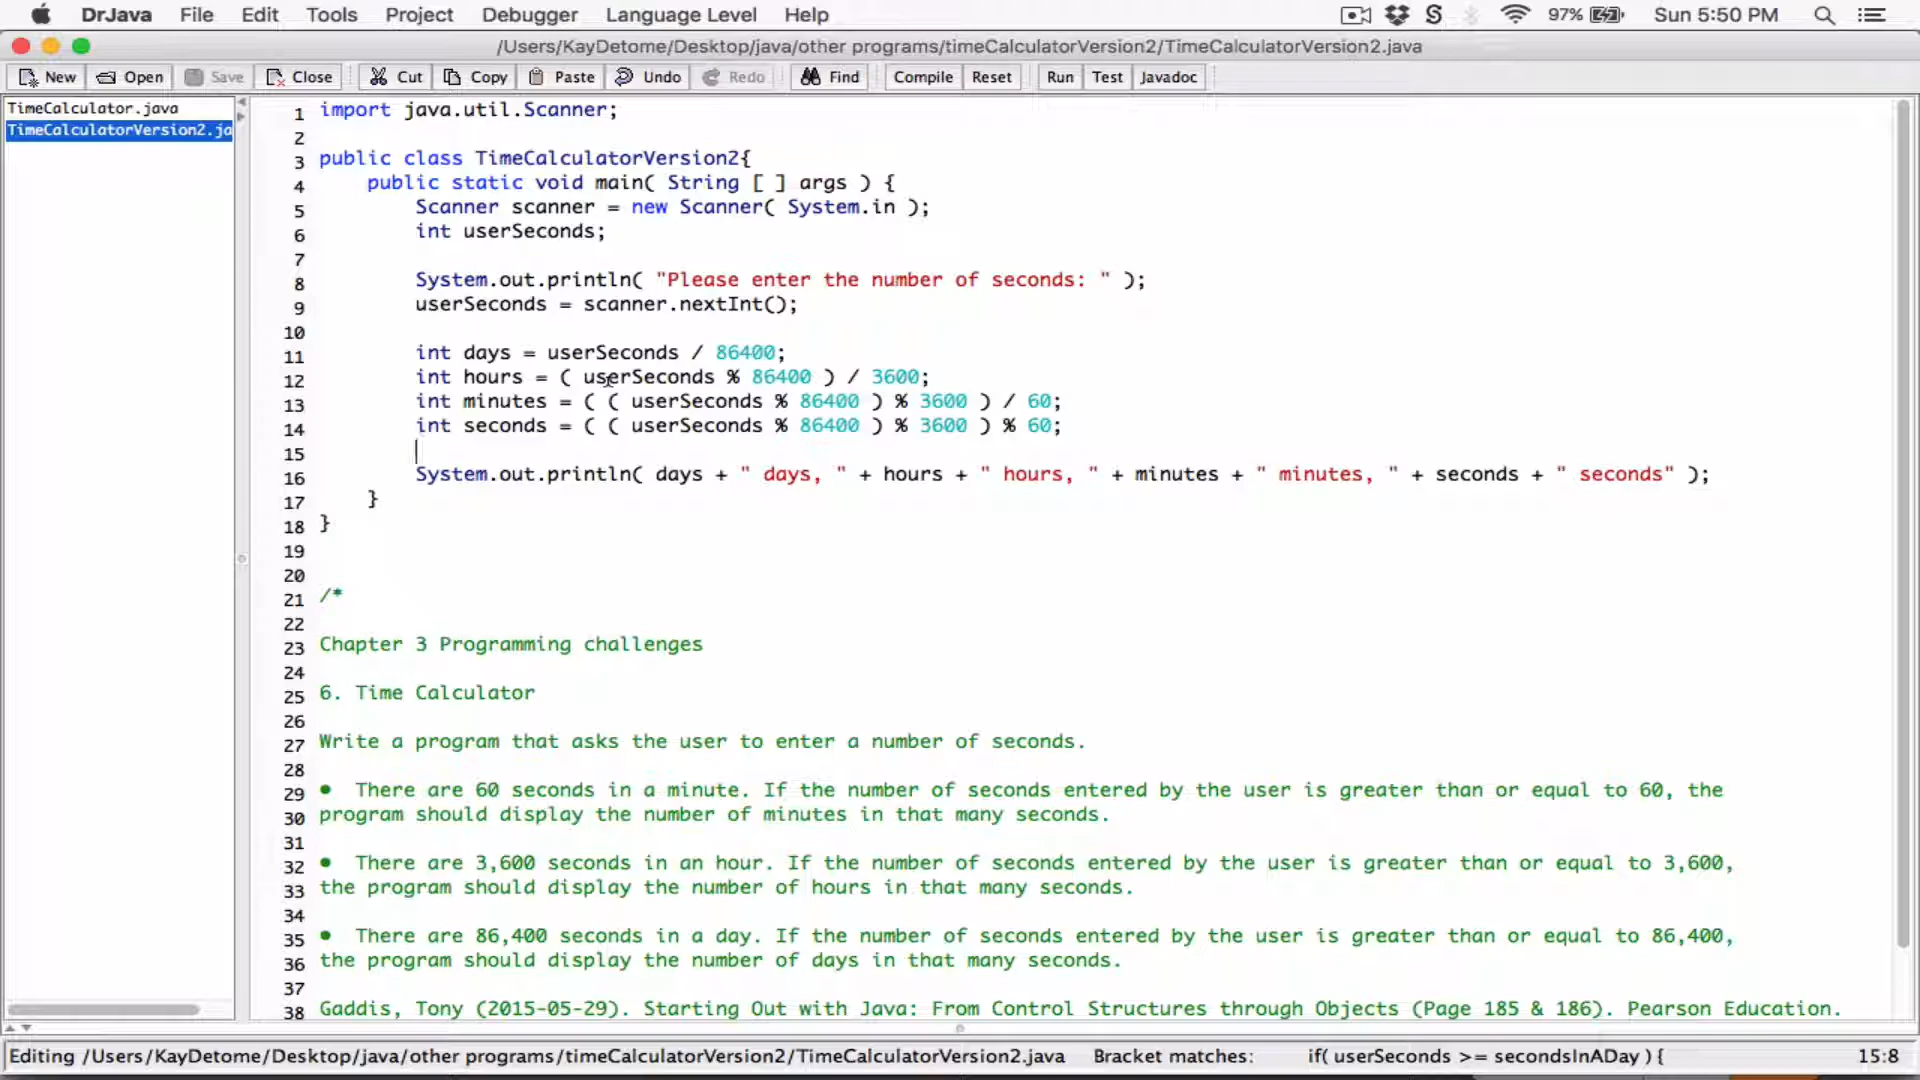 DrJava File Edit Tools Project Debugger Language Level Help 97% Sun 5:50 PM
/Users/KayDetome/Desktop/java/other programs/timeCalculatorVersion2/TimeCalculatorVersion2.java
New Open Save Close Cut Copy Paste Undo Redo Find Compile Reset Run Test Javadoc
TimeCalculator.java
TimeCalculatorVersion2.ja
1 import java.util.Scanner;
2
3 public class TimeCalculatorVersion2{
4 public static void main( String [ ] args ) {
5 Scanner scanner = new Scanner( System.in );
6 int userSeconds;
7
8 System.out.println( "Please enter the number of seconds: " );
9 userSeconds = scanner.nextInt();
10
11 int days = userSeconds / 86400;
12 int hours = ( userSeconds % 86400 ) / 3600;
13 int minutes = ( ( userSeconds % 86400 ) % 3600 ) / 60;
14 int seconds = ( ( userSeconds % 86400 ) % 3600 ) % 60;
15
16 System.out.println( days + " days, " + hours + " hours, " + minutes + " minutes, " + seconds + " seconds" );
17 }
18 }
19
20
21 /*
22
23 Chapter 3 Programming challenges
24
25 6. Time Calculator
26
27 Write a program that asks the user to enter a number of seconds.
28
29 • There are 60 seconds in a minute. If the number of seconds entered by the user is greater than or equal to 60, the
30 program should display the number of minutes in that many seconds.
31
32 • There are 3,600 seconds in an hour. If the number of seconds entered by the user is greater than or equal to 3,600,
33 the program should display the number of hours in that many seconds.
34
35 • There are 86,400 seconds in a day. If the number of seconds entered by the user is greater than or equal to 86,400,
36 the program should display the number of days in that many seconds.
37
38 Gaddis, Tony (2015-05-29). Starting Out with Java: From Control Structures through Objects (Page 185 & 186). Pearson Education.
Editing /Users/KayDetome/Desktop/java/other programs/timeCalculatorVersion2/TimeCalculatorVersion2.java Bracket matches: if( userSeconds >= secondsInADay ) { 15:8